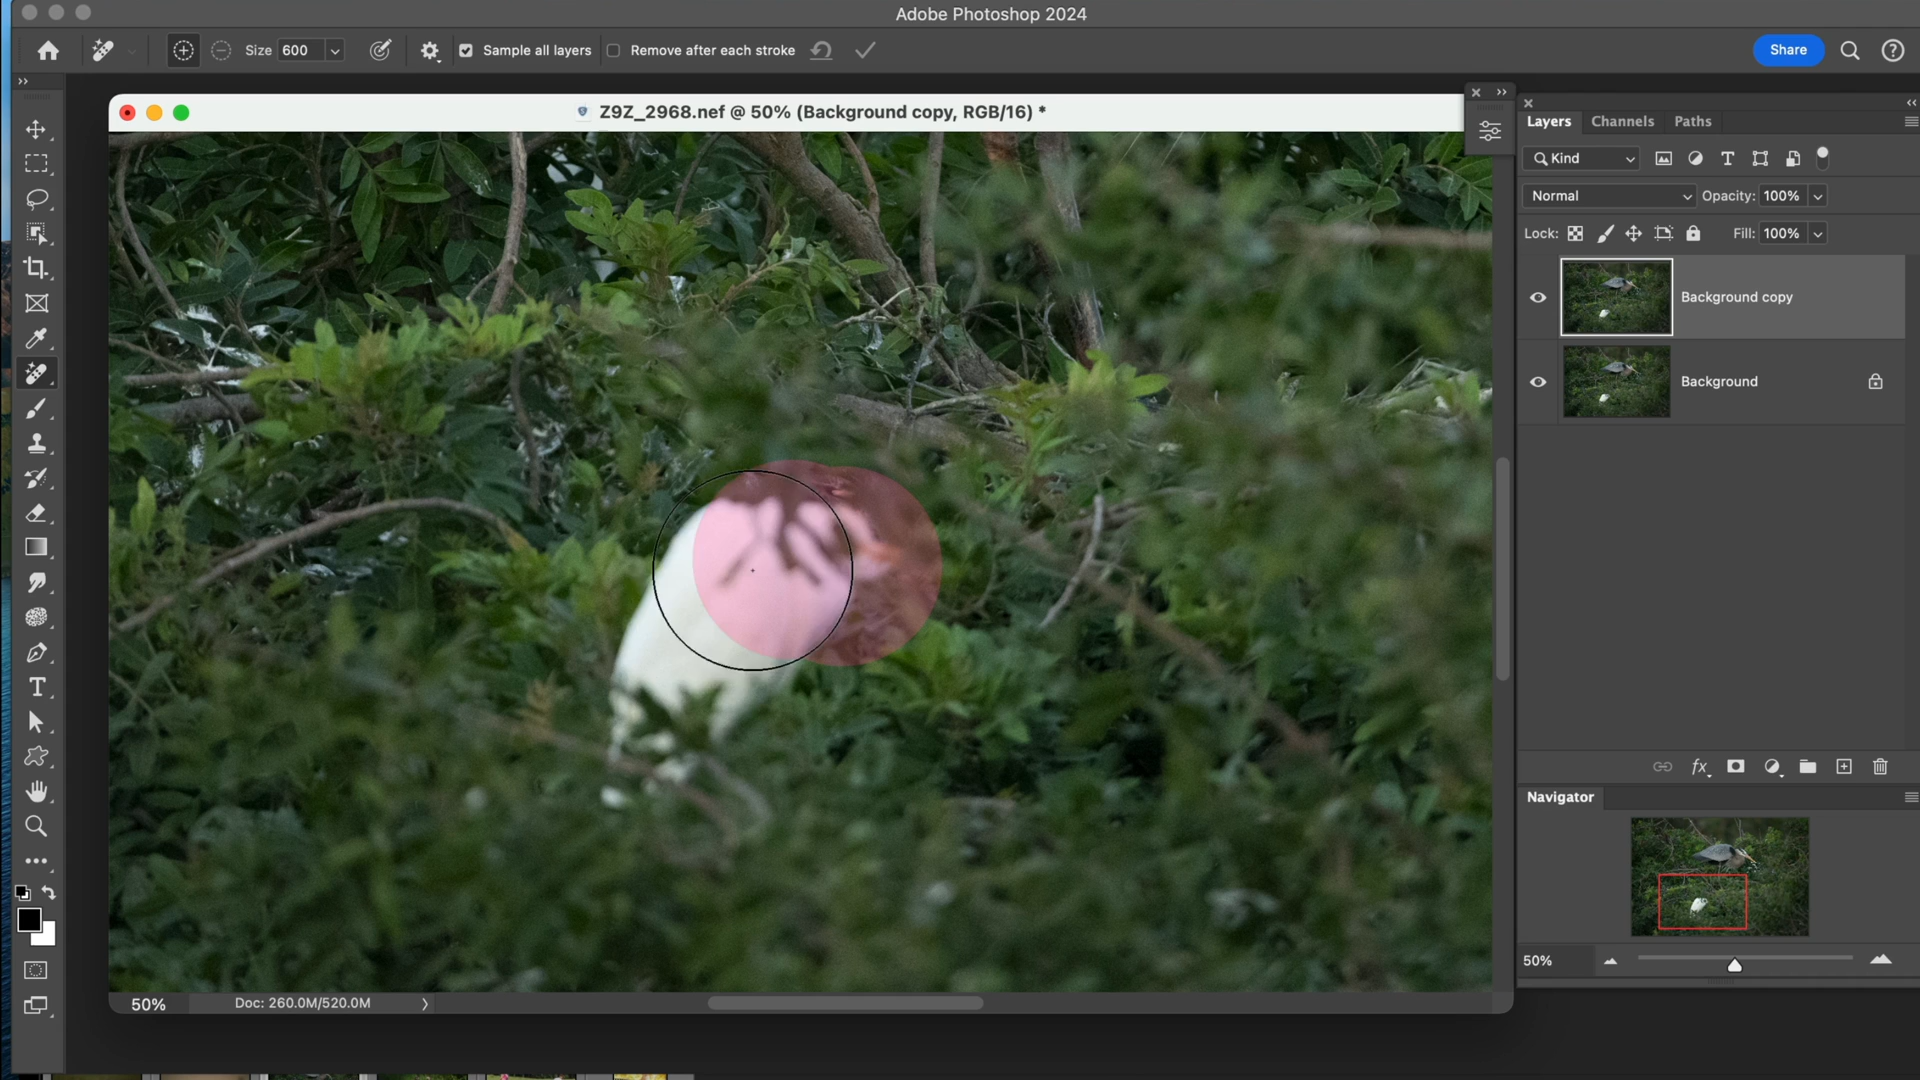 Adobe Photoshop 2024
Size 600 Sample all layers Remove after each stroke Share
Z9Z_2968.nef @ 50% (Background copy, RGB/16) *
Layers Channels Paths
Kind
Normal Opacity: 100%
Lock: Fill: 100%
Background copy
Background
Navigator
50%
50% Doc: 260.0M/520.0M